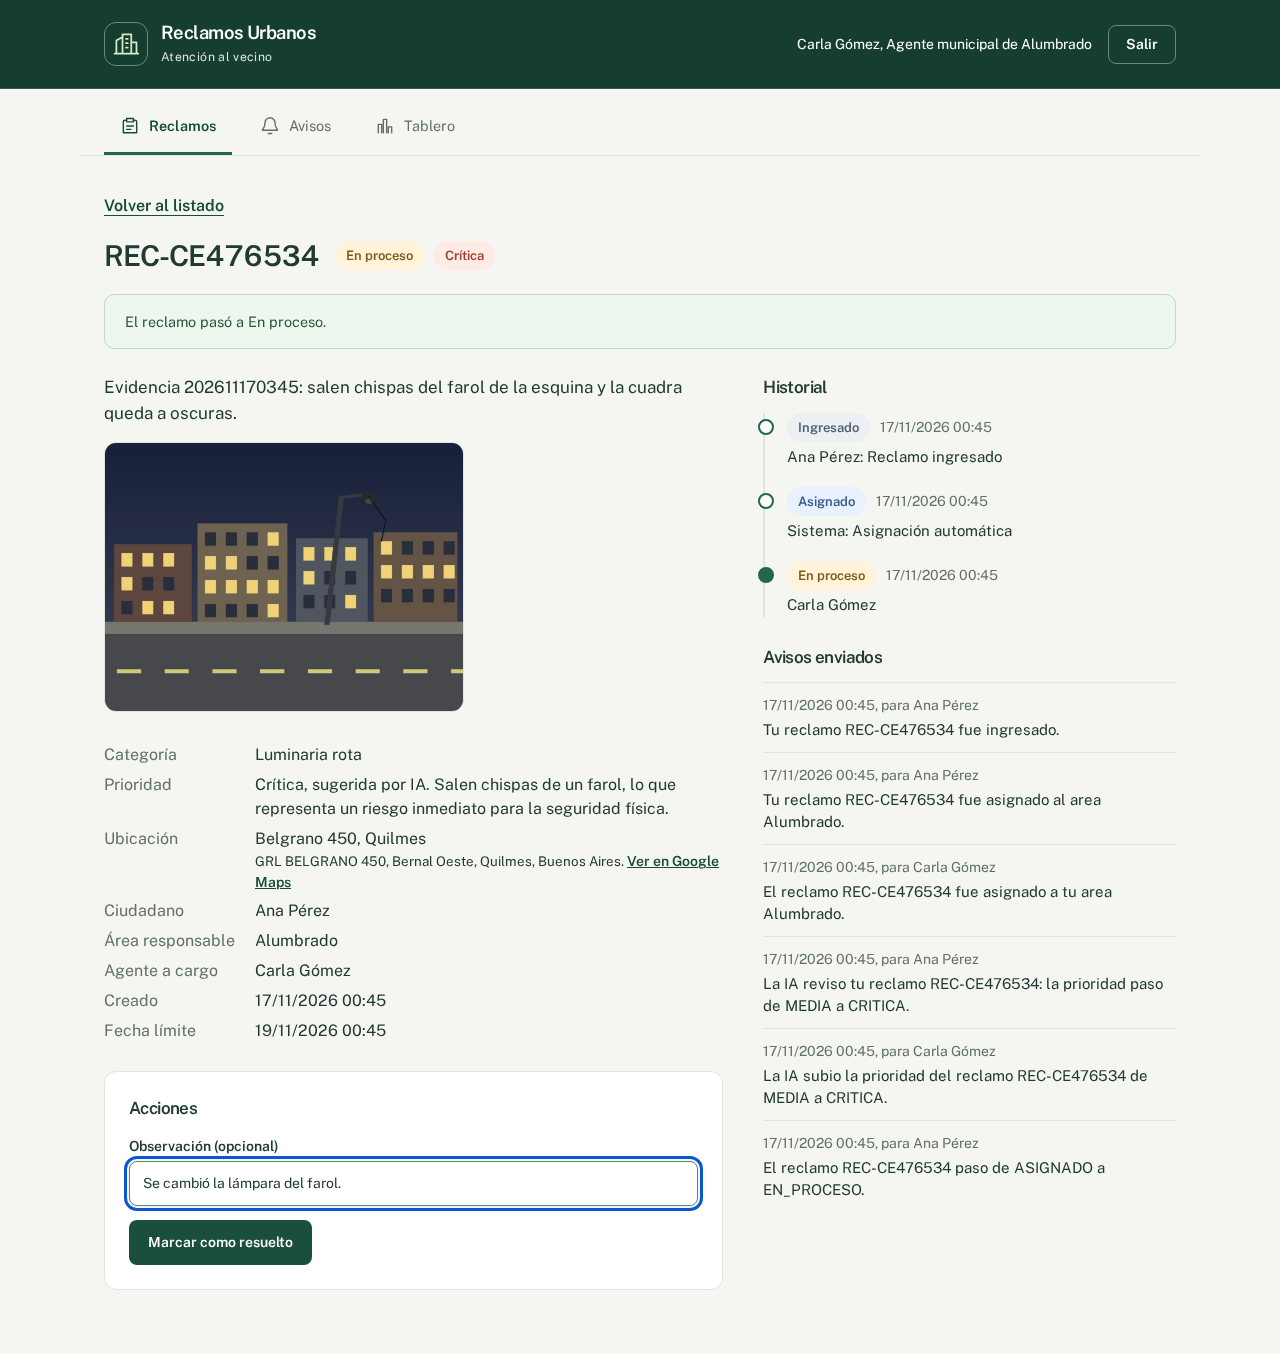 Reclamos Urbanos
Atención al vecino
Carla Gómez, Agente municipal de Alumbrado
Salir
Reclamos
Avisos
Tablero
Volver al listado
REC-CE476534
En proceso
Crítica
El reclamo pasó a En proceso.
Evidencia 202611170345: salen chispas del farol de la esquina y la cuadra
queda a oscuras.
Categoría
Luminaria rota
Prioridad
Crítica, sugerida por IA. Salen chispas de un farol, lo que
representa un riesgo inmediato para la seguridad física.
Ubicación
Belgrano 450, Quilmes
GRL BELGRANO 450, Bernal Oeste, Quilmes, Buenos Aires. Ver en Google
Maps
Ciudadano
Ana Pérez
Área responsable
Alumbrado
Agente a cargo
Carla Gómez
Creado
17/11/2026 00:45
Fecha límite
19/11/2026 00:45
Acciones
Observación (opcional)
Se cambió la lámpara del farol.
Marcar como resuelto
Historial
Ingresado
17/11/2026 00:45
Ana Pérez: Reclamo ingresado
Asignado
17/11/2026 00:45
Sistema: Asignación automática
En proceso
17/11/2026 00:45
Carla Gómez
Avisos enviados
17/11/2026 00:45, para Ana Pérez
Tu reclamo REC-CE476534 fue ingresado.
17/11/2026 00:45, para Ana Pérez
Tu reclamo REC-CE476534 fue asignado al area
Alumbrado.
17/11/2026 00:45, para Carla Gómez
El reclamo REC-CE476534 fue asignado a tu area
Alumbrado.
17/11/2026 00:45, para Ana Pérez
La IA reviso tu reclamo REC-CE476534: la prioridad paso
de MEDIA a CRITICA.
17/11/2026 00:45, para Carla Gómez
La IA subio la prioridad del reclamo REC-CE476534 de
MEDIA a CRITICA.
17/11/2026 00:45, para Ana Pérez
El reclamo REC-CE476534 paso de ASIGNADO a
EN_PROCESO.